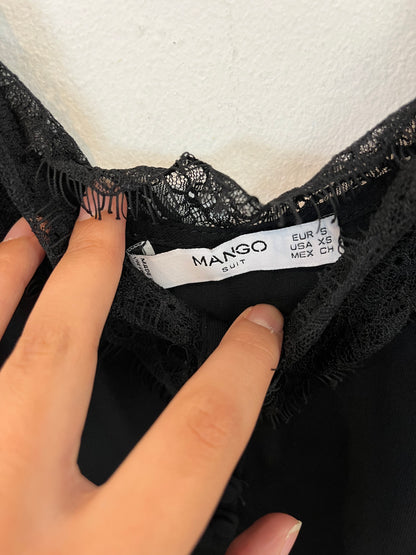 MANGO
SUIT
EUR S
USA XS
MEX CH